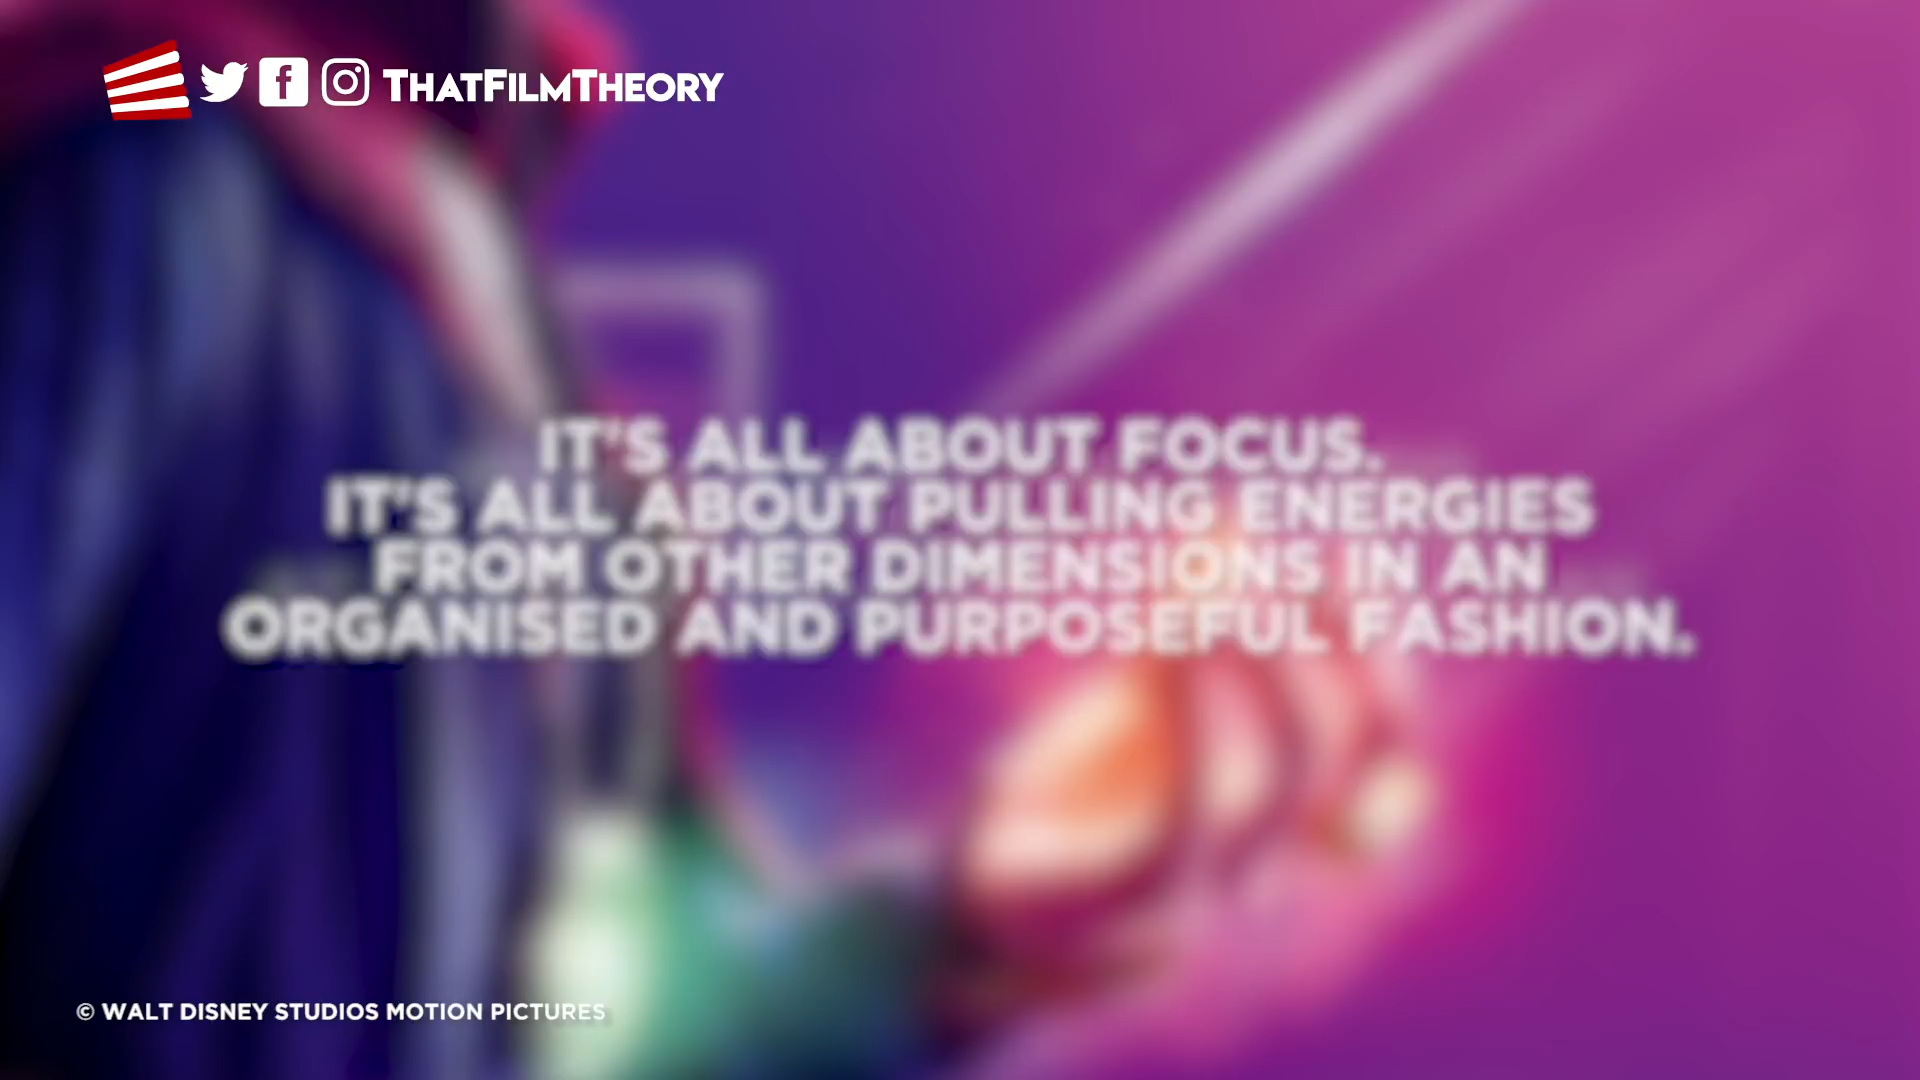 THATFILMTHEORY
IT'S ALL ABOUT FOCUS.
IT'S ALL ABOUT PULLING ENERGIES
FROM OTHER DIMENSIONS IN AN
ORGANISED AND PURPOSEFUL FASHION.
© WALT DISNEY STUDIOS MOTION PICTURES